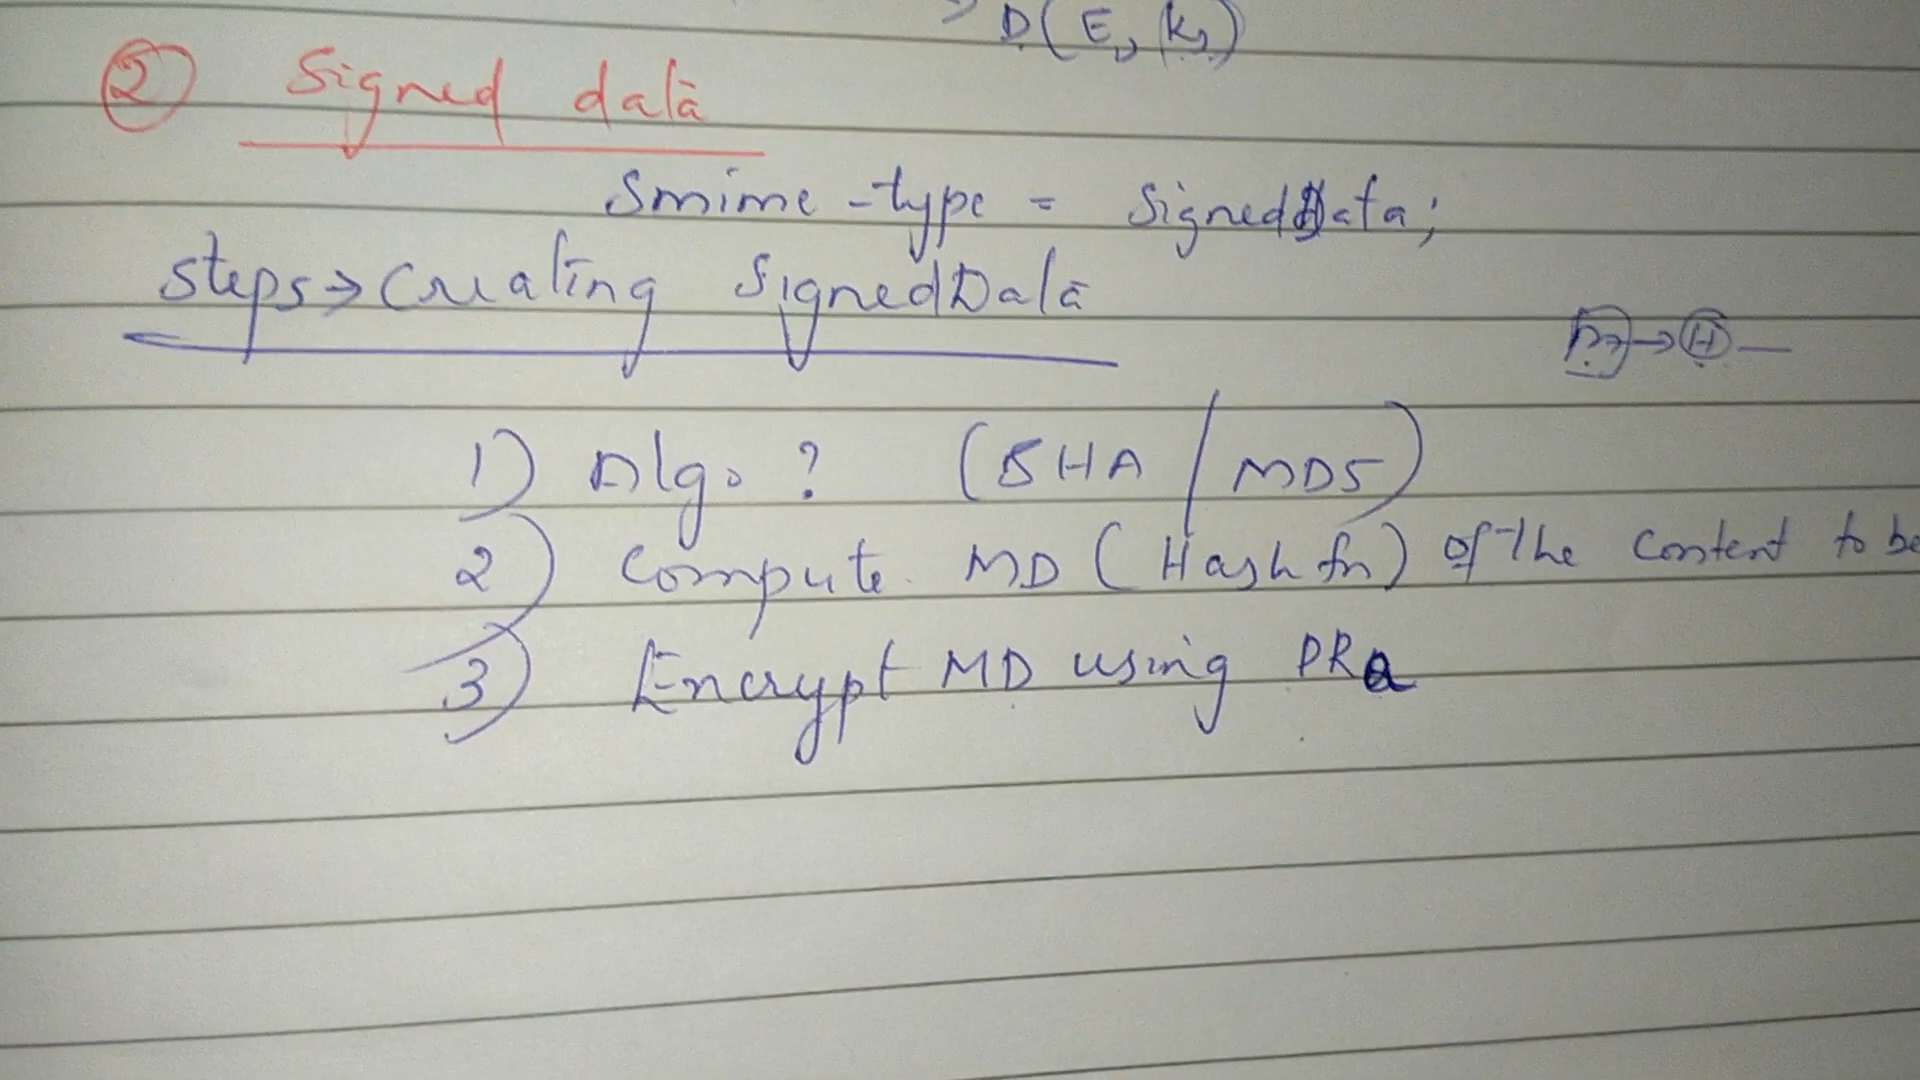 D(E, ks)
② Signed data
Smime-type = SignedData;
Steps → Creating SignedData
→ H —
1) Algo? (SHA / MD5)
2) Compute MD (Hash fn) of the content to be
3) Encrypt MD using PRa